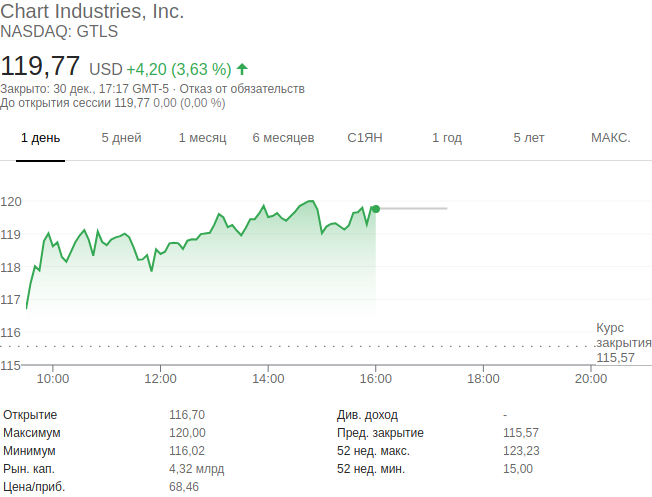 Chart Industries, Inc.
NASDAQ: GTLS
119,77 USD +4,20 (3,63 %)
Закрыто: 30 дек., 17:17 GMT-5 · Отказ от обязательств
До открытия сессии 119,77 0,00 (0,00 %)
1 день 5 дней 1 месяц 6 месяцев С1ЯН 1 год 5 лет МАКС.
120
119
118
117
116
115
Курс
закрытия
115,57
10:00 12:00 14:00 16:00 18:00 20:00
Открытие 116,70 Див. доход -
Максимум 120,00 Пред. закрытие 115,57
Минимум 116,02 52 нед. макс. 123,23
Рын. кап. 4,32 млрд 52 нед. мин. 15,00
Цена/приб. 68,46